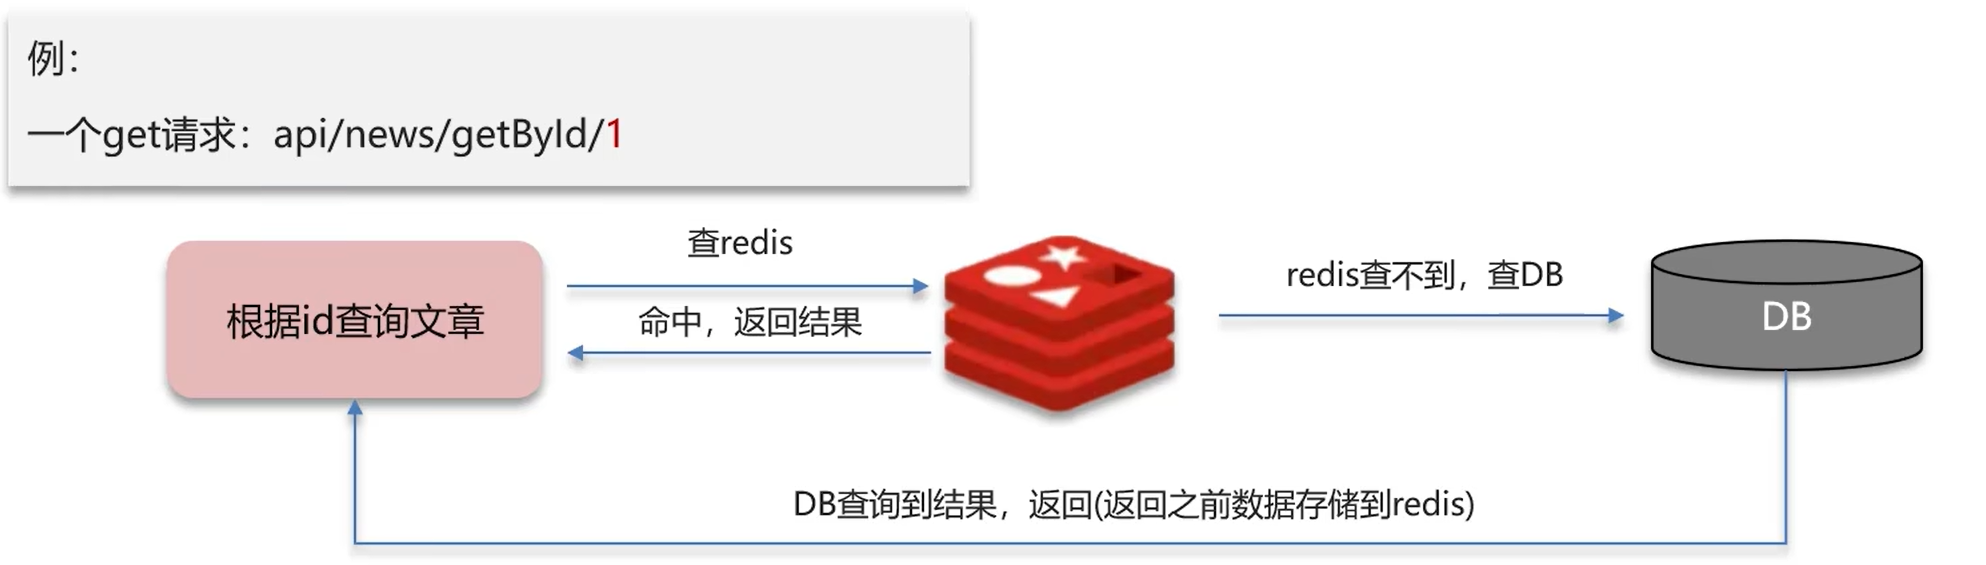 例：
一个get请求：api/news/getById/1
查redis
命中，返回结果
redis查不到，查DB
根据id查询文章
DB
DB查询到结果，返回(返回之前数据存储到redis)